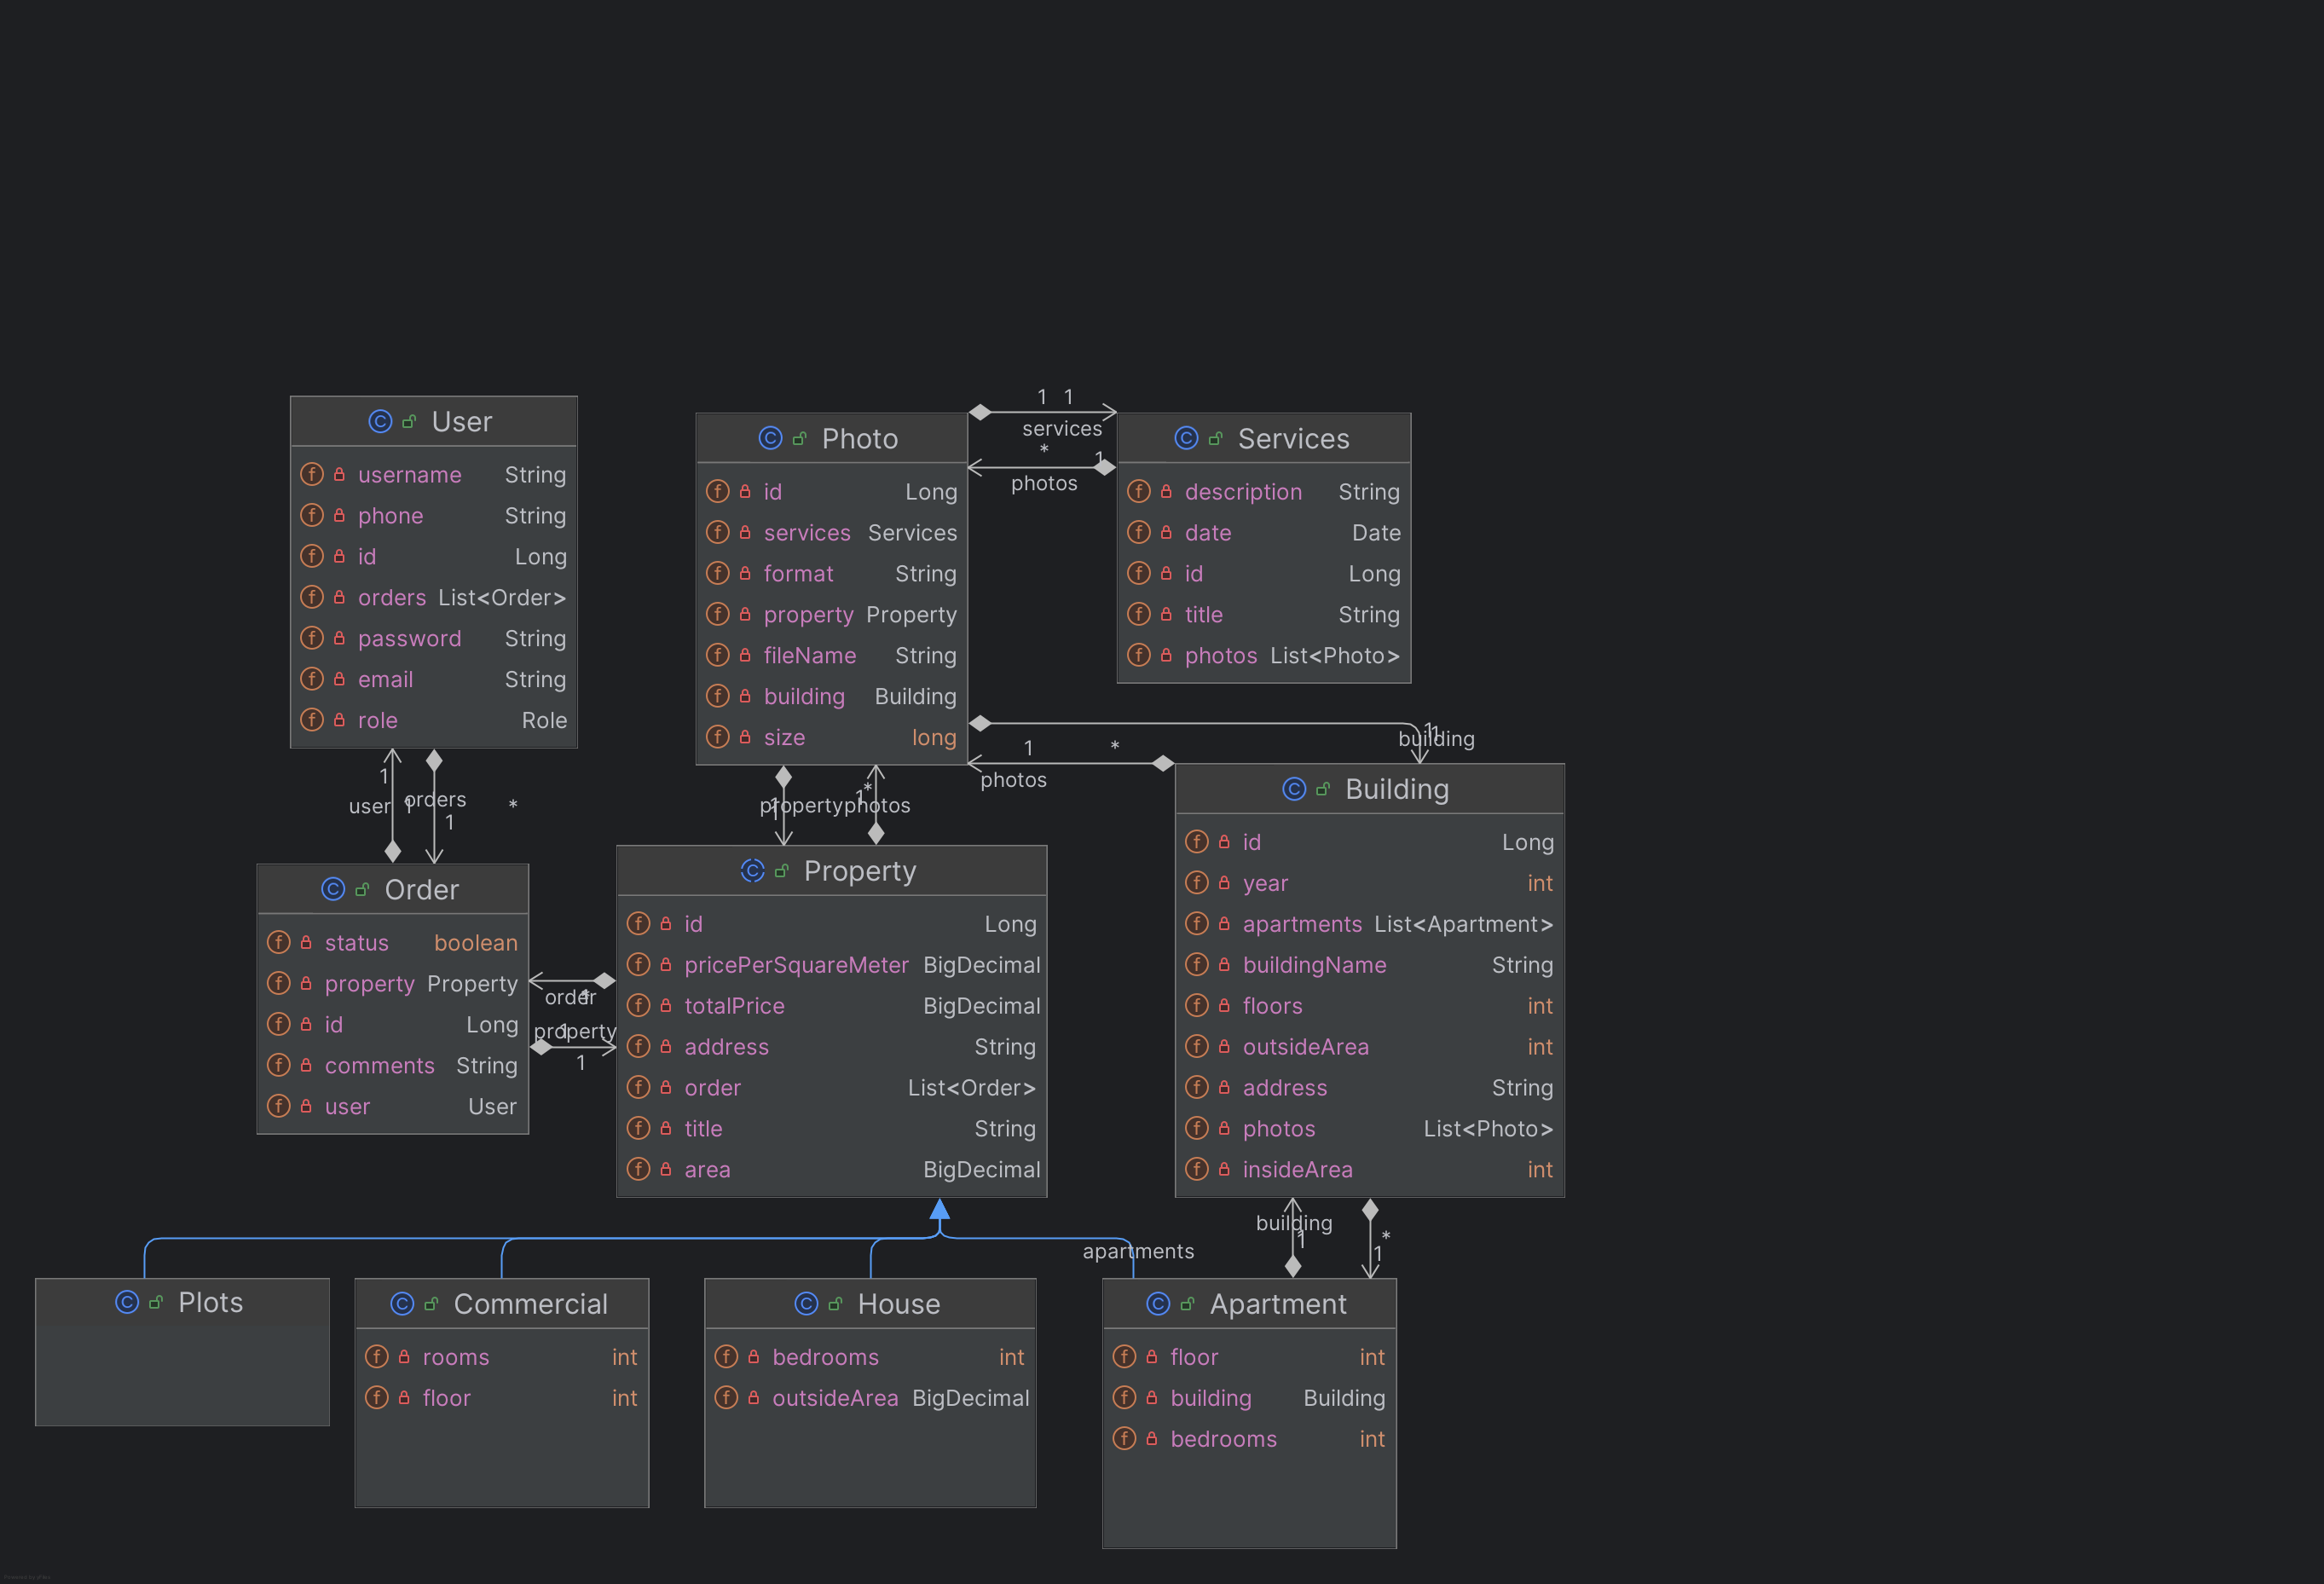 User
username String
phone String
id Long
orders List<Order>
password String
email String
role Role
Photo
id Long
services Services
format String
property Property
fileName String
building Building
size long
1 1
services
*
1
photos
Services
description String
date Date
id Long
title String
photos List<Photo>
1
user
1
orders
*
1
1
property
1
*
photos
1
*
photos
1
building
Order
status boolean
property Property
id Long
comments String
user User
order
*
property
1
1
Property
id Long
pricePerSquareMeter BigDecimal
totalPrice BigDecimal
address String
order List<Order>
title String
area BigDecimal
Building
id Long
year int
apartments List<Apartment>
buildingName String
floors int
outsideArea int
address String
photos List<Photo>
insideArea int
building
1
*
1
apartments
Plots
Commercial
rooms int
floor int
House
bedrooms int
outsideArea BigDecimal
Apartment
floor int
building Building
bedrooms int